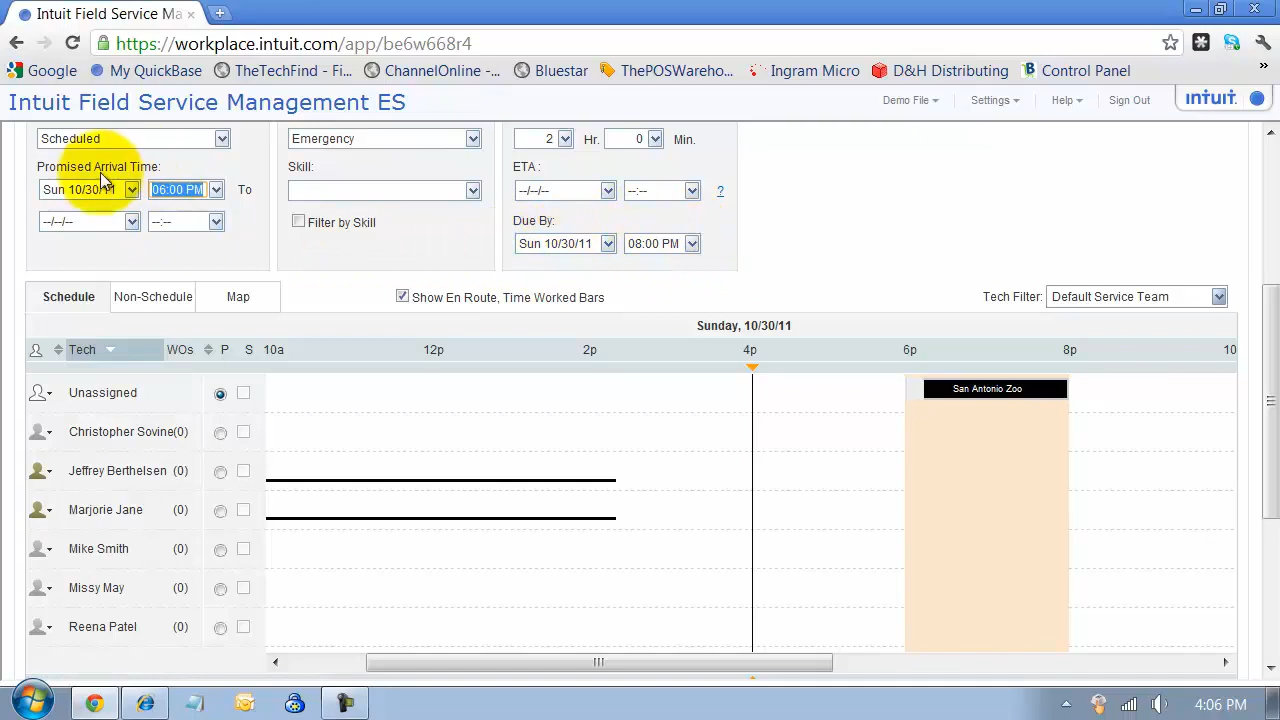 Intuit Field Service Ma
https://workplace.intuit.com/app/be6w668r4
Google My QuickBase TheTechFind - Fi... ChannelOnline -... Bluestar ThePOSWareho... Ingram Micro D&H Distributing Control Panel »
Intuit Field Service Management ES
Demo File Settings Help Sign Out intuit.
Scheduled Emergency 2 Hr. 0 Min.
Promised Arrival Time: Skill: ETA :
Sun 10/30/11 06:00 PM To --/--/-- --:-- ?
--/--/-- --:-- Filter by Skill Due By:
Sun 10/30/11 08:00 PM
Schedule Non-Schedule Map Show En Route, Time Worked Bars Tech Filter: Default Service Team
Sunday, 10/30/11
Tech WOs P S 10a 12p 2p 4p 6p 8p 10
Unassigned San Antonio Zoo
Christopher Sovine(0)
Jeffrey Berthelsen (0)
Marjorie Jane (0)
Mike Smith (0)
Missy May (0)
Reena Patel (0)
4:06 PM